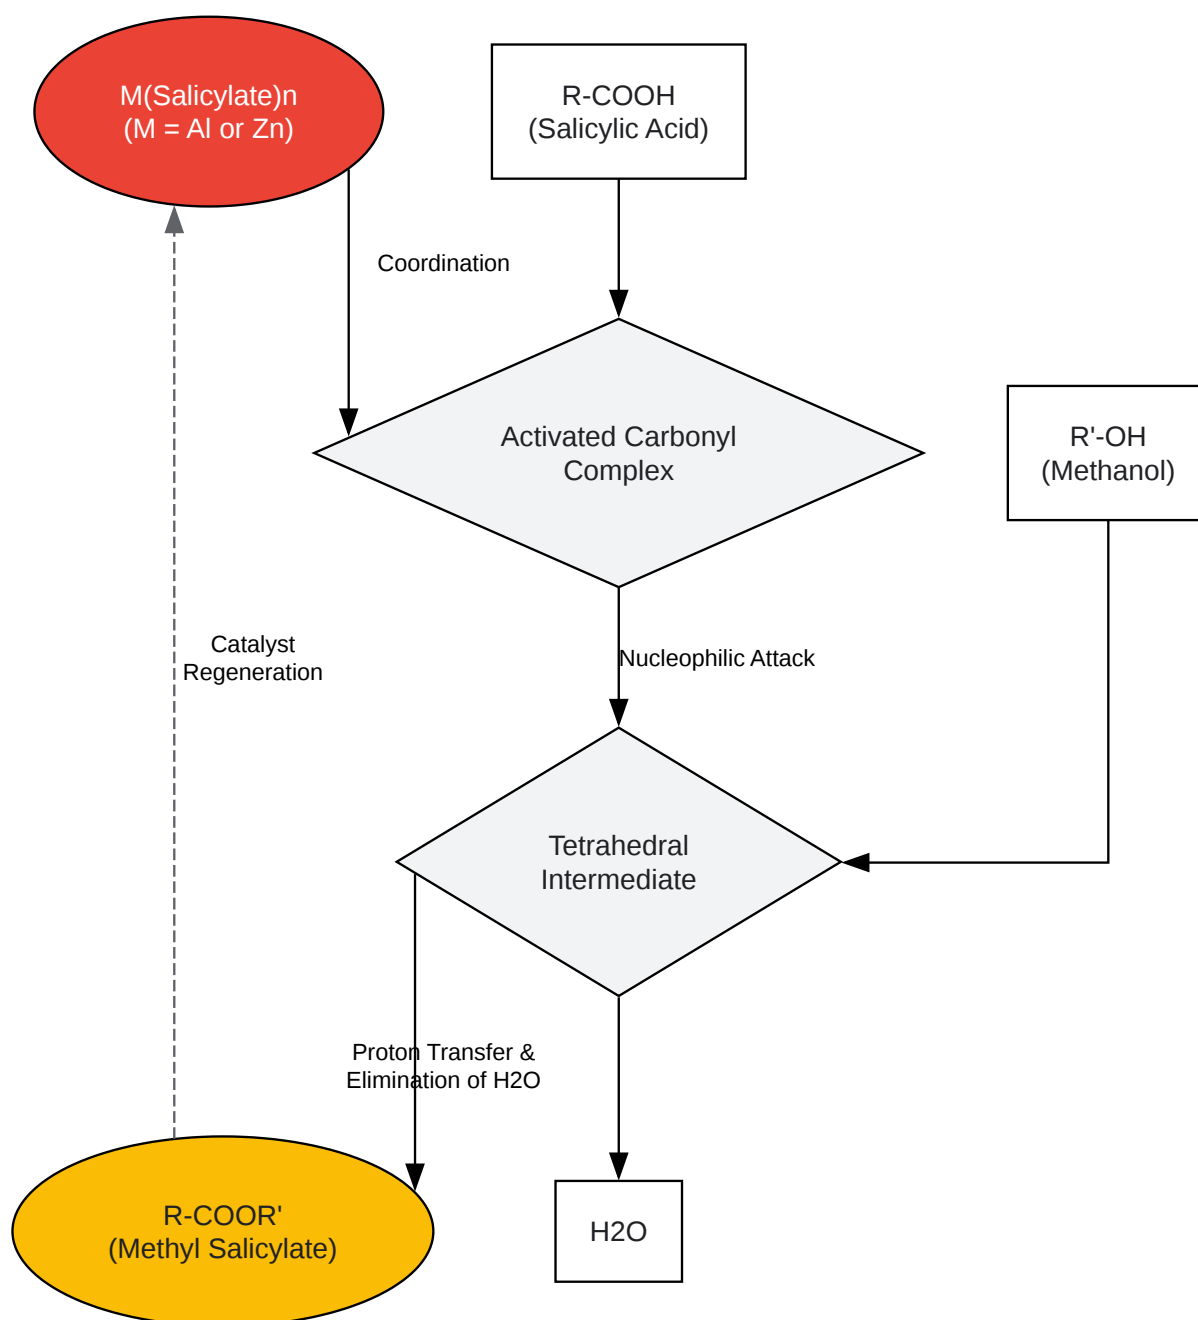 M(Salicylate)n
(M = Al or Zn)
R-COOH
(Salicylic Acid)
Coordination
Activated Carbonyl
Complex
R'-OH
(Methanol)
Catalyst
Regeneration
Nucleophilic Attack
Tetrahedral
Intermediate
Proton Transfer &
Elimination of H2O
R-COOR'
(Methyl Salicylate)
H2O